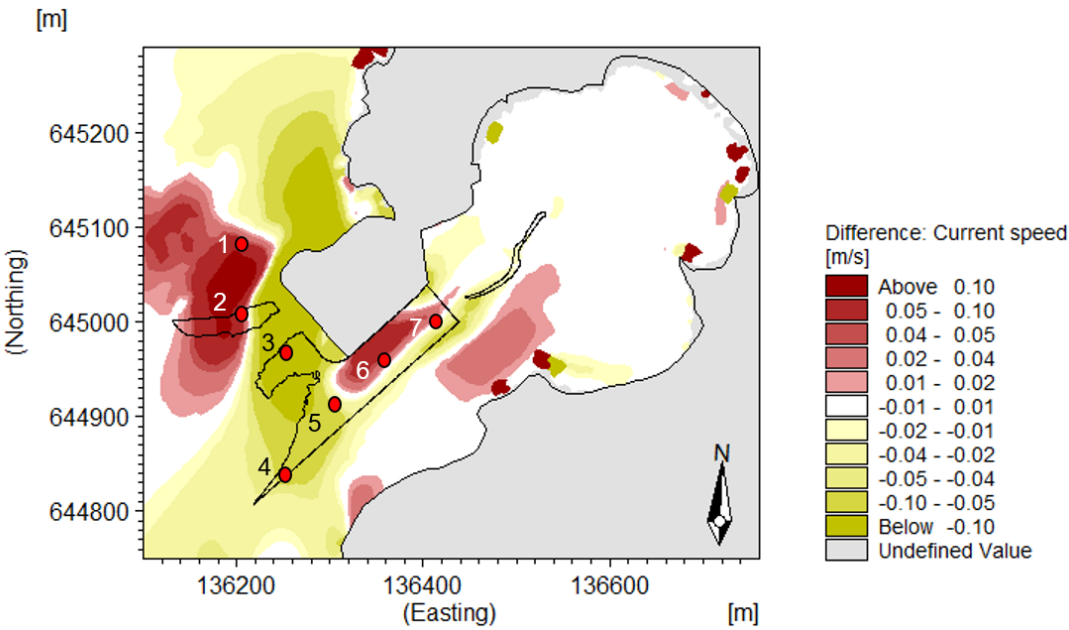 [m]
645200
645100
645000
644900
644800
(Northing)
1
2
3
4
5
6
7
N
136200
136400
136600
(Easting)
[m]
Difference: Current speed
[m/s]
Above 0.10
0.05 - 0.10
0.04 - 0.05
0.02 - 0.04
0.01 - 0.02
-0.01 - 0.01
-0.02 - -0.01
-0.04 - -0.02
-0.05 - -0.04
-0.10 - -0.05
Below -0.10
Undefined Value